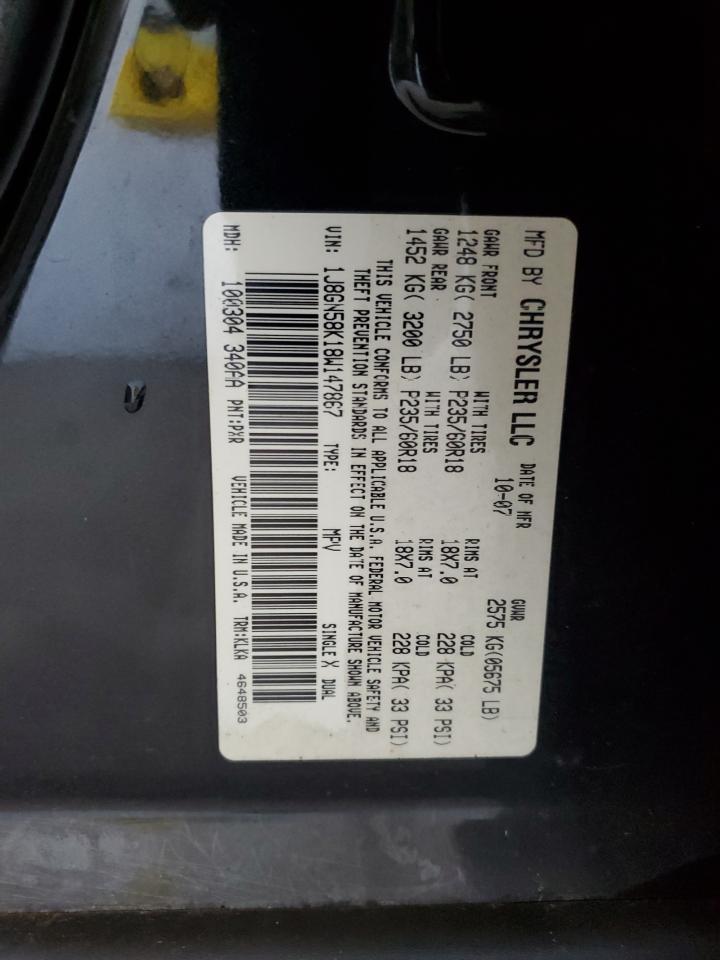 MFD BY CHRYSLER LLC DATE OF MFR 10-07 GVWR 2575 KG(05675 LB)
GAWR FRONT WITH TIRES RIMS AT COLD
1248 KG( 2750 LB) P235/60R18 18X7.0 228 KPA( 33 PSI)
GAWR REAR WITH TIRES RIMS AT COLD
1452 KG( 3200 LB) P235/60R18 18X7.0 228 KPA( 33 PSI)
THIS VEHICLE CONFORMS TO ALL APPLICABLE U.S.A. FEDERAL MOTOR VEHICLE SAFETY AND
THEFT PREVENTION STANDARDS IN EFFECT ON THE DATE OF MANUFACTURE SHOWN ABOVE.
VIN: 1J8GN58K18W147867 TYPE: MPV SINGLE X DUAL
MDH: 100304 340FA PNT:PXR VEHICLE MADE IN U.S.A. TRM:KLKA 4648503